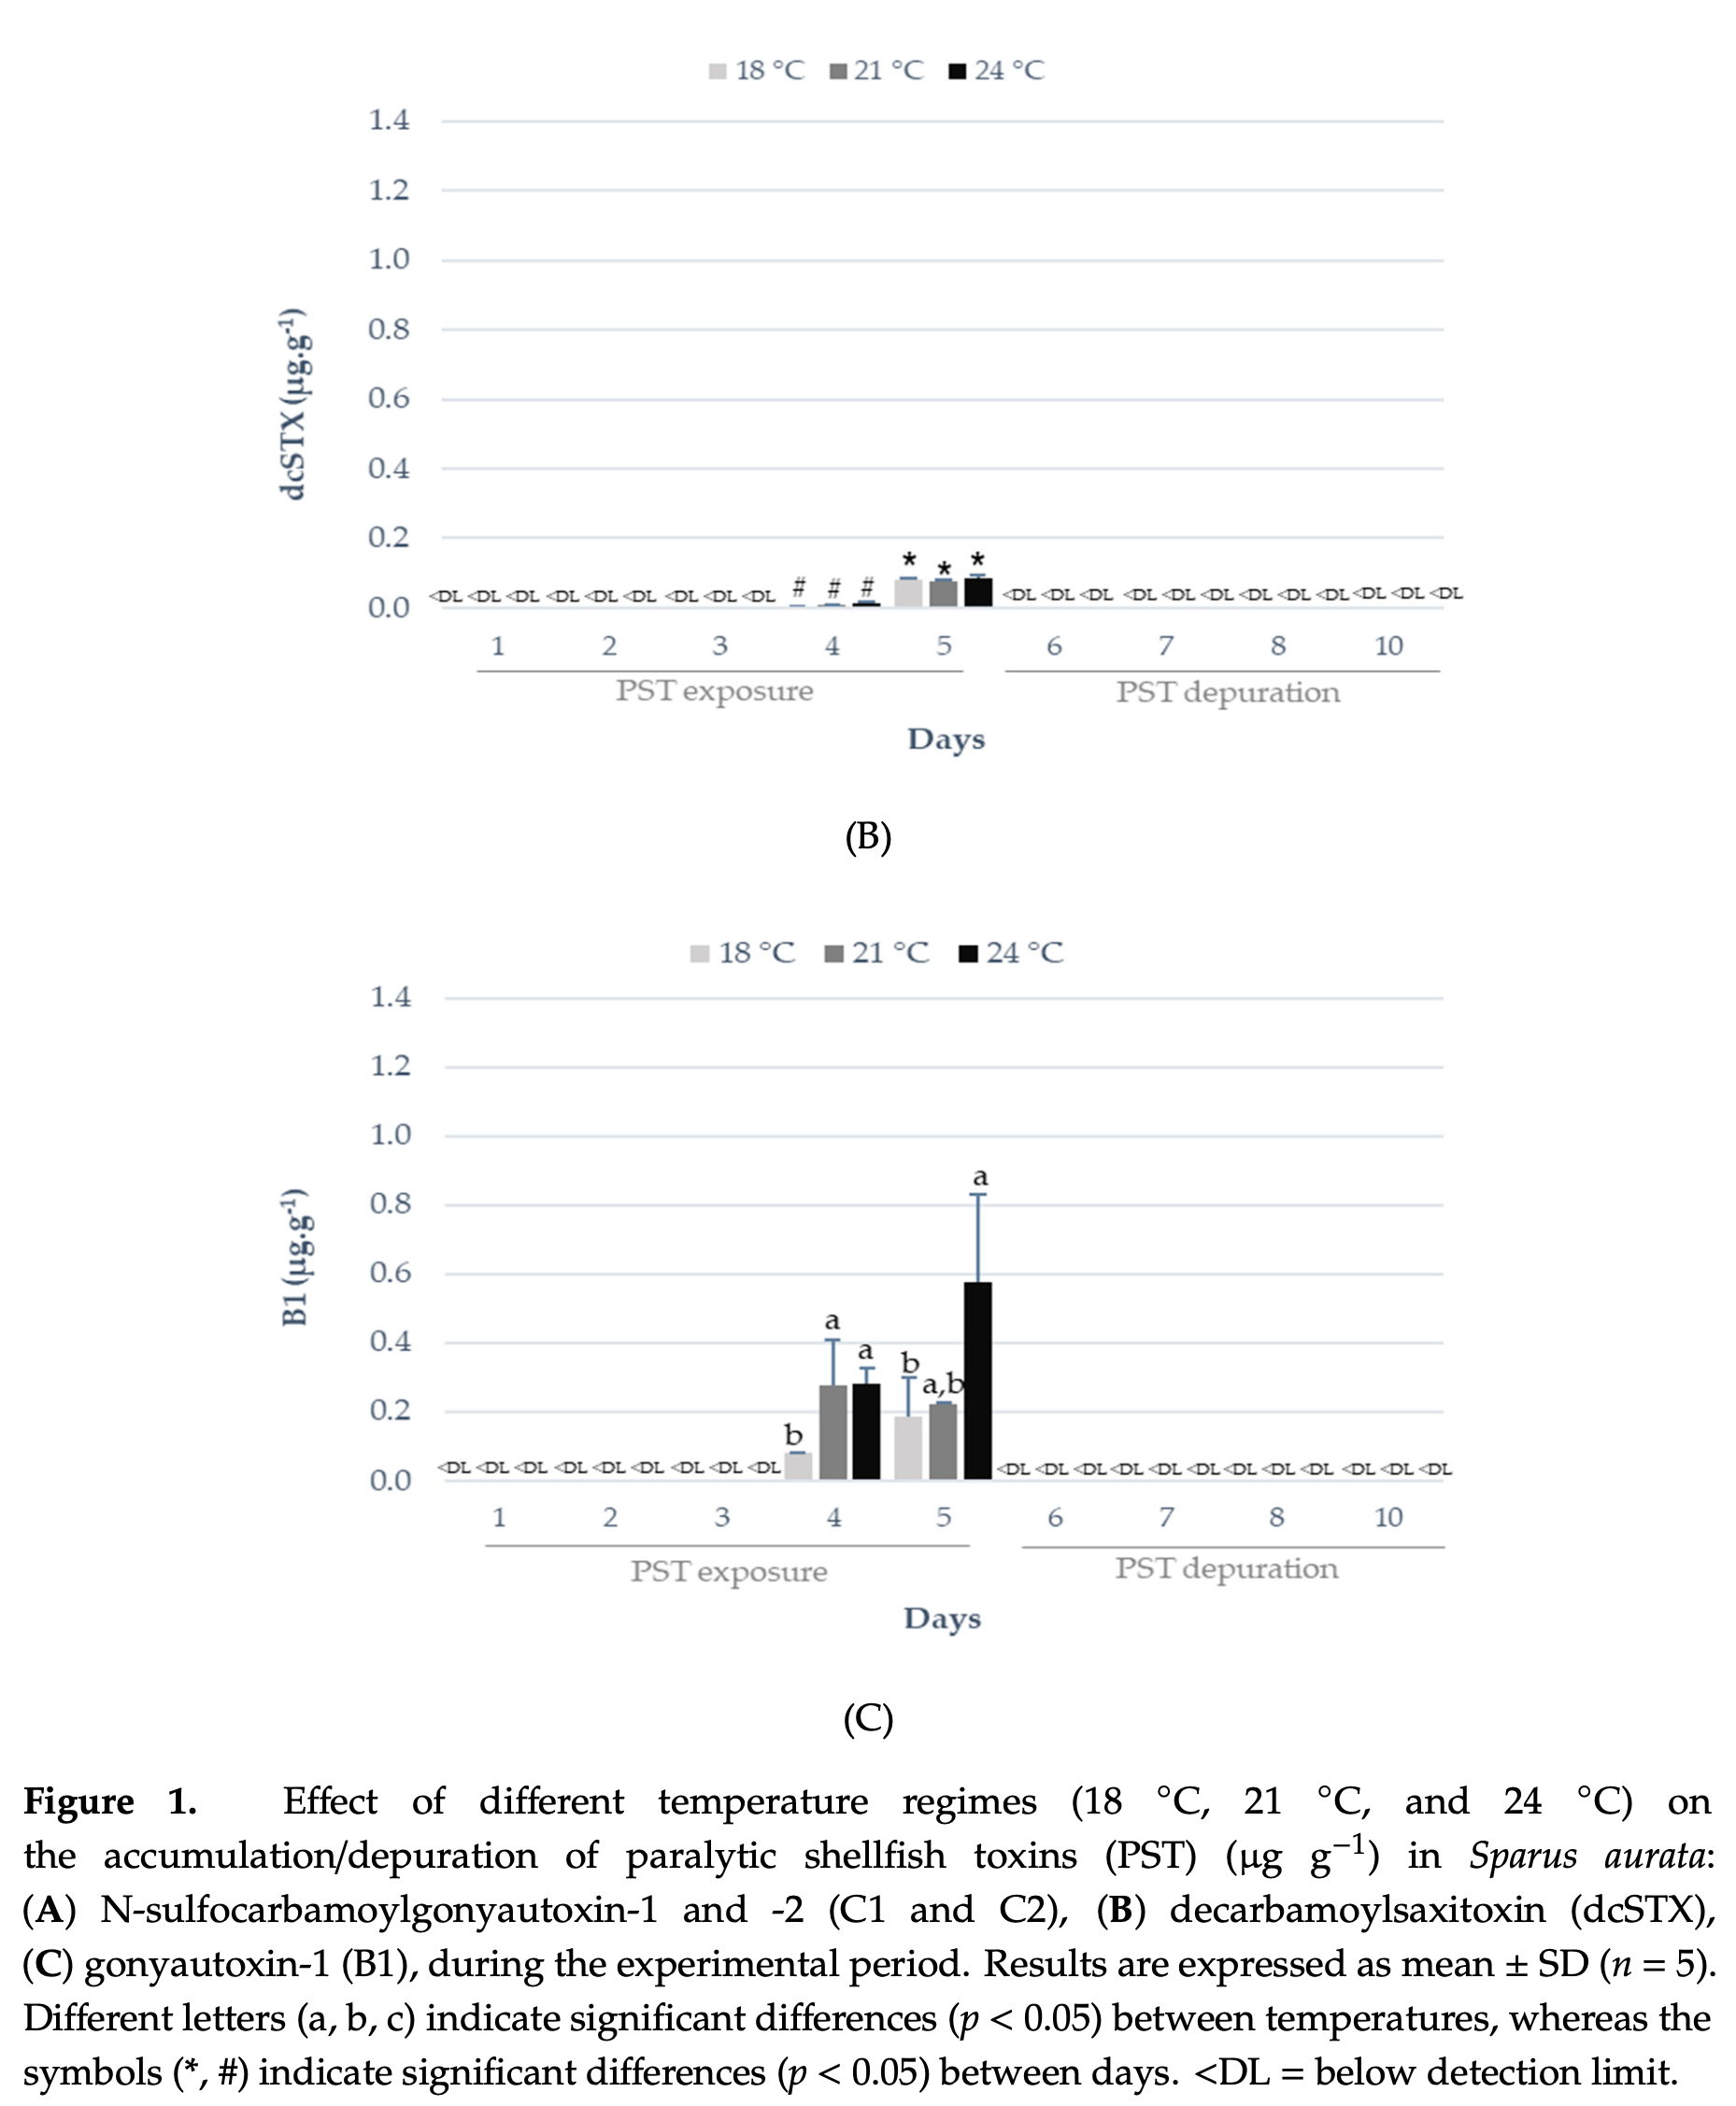 18 °C 21 °C 24 °C
1.4
1.2
1.0
0.8
0.6
0.4
0.2
0.0
dcSTX (µg.g-1)
# # # * * *
<DL <DL <DL <DL <DL <DL <DL <DL <DL <DL <DL <DL <DL <DL <DL <DL <DL <DL <DL <DL <DL
1 2 3 4 5 6 7 8 10
PST exposure PST depuration
Days
(B)
18 °C 21 °C 24 °C
1.4
1.2
1.0
0.8
0.6
0.4
0.2
0.0
B1 (µg.g-1)
b a a b a,b a
<DL <DL <DL <DL <DL <DL <DL <DL <DL <DL <DL <DL <DL <DL <DL <DL <DL <DL <DL <DL <DL
1 2 3 4 5 6 7 8 10
PST exposure PST depuration
Days
(C)
Figure 1. Effect of different temperature regimes (18 °C, 21 °C, and 24 °C) on
the accumulation/depuration of paralytic shellfish toxins (PST) (µg g−1) in Sparus aurata:
(A) N-sulfocarbamoylgonyautoxin-1 and -2 (C1 and C2), (B) decarbamoylsaxitoxin (dcSTX),
(C) gonyautoxin-1 (B1), during the experimental period. Results are expressed as mean ± SD (n = 5).
Different letters (a, b, c) indicate significant differences (p < 0.05) between temperatures, whereas the
symbols (*, #) indicate significant differences (p < 0.05) between days. <DL = below detection limit.